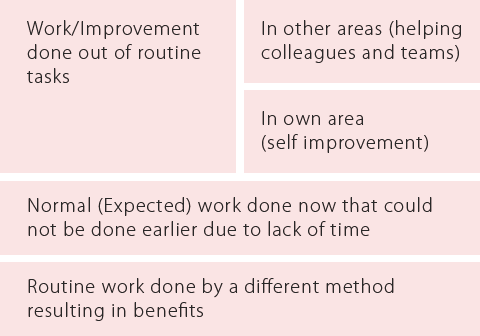 Work/Improvement
done out of routine
tasks
In other areas (helping
colleagues and teams)
In own area
(self improvement)
Normal (Expected) work done now that could
not be done earlier due to lack of time
Routine work done by a different method
resulting in benefits